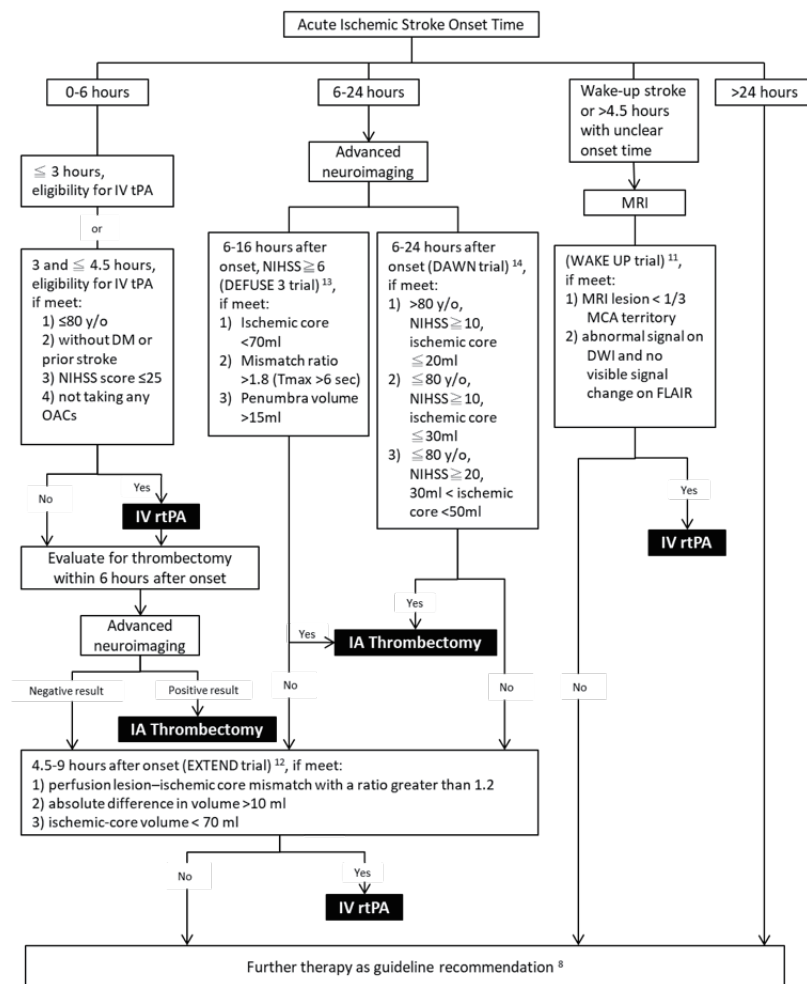 Acute Ischemic Stroke Onset Time
0-6 hours
6-24 hours
Wake-up stroke
or >4.5 hours
with unclear
onset time
>24 hours
≦ 3 hours,
eligibility for IV tPA
or
3 and ≦ 4.5 hours,
eligibility for IV tPA
if meet:
1) ≤80 y/o
2) without DM or
prior stroke
3) NIHSS score ≤25
4) not taking any
OACs
No
Yes
IV rtPA
Evaluate for thrombectomy
within 6 hours after onset
Advanced
neuroimaging
Negative result
Positive result
IA Thrombectomy
Advanced
neuroimaging
6-16 hours after
onset, NIHSS≧6
(DEFUSE 3 trial) 13,
if meet:
1) Ischemic core
<70ml
2) Mismatch ratio
>1.8 (Tmax >6 sec)
3) Penumbra volume
>15ml
6-24 hours after
onset (DAWN trial) 14,
if meet:
1) >80 y/o,
NIHSS≧10,
ischemic core
≦20ml
2) ≦80 y/o,
NIHSS≧10,
ischemic core
≦30ml
3) ≦80 y/o,
NIHSS≧20,
30ml < ischemic
core <50ml
Yes
Yes
IA Thrombectomy
No
No
MRI
(WAKE UP trial) 11,
if meet:
1) MRI lesion < 1/3
MCA territory
2) abnormal signal on
DWI and no
visible signal
change on FLAIR
Yes
IV rtPA
No
4.5-9 hours after onset (EXTEND trial) 12, if meet:
1) perfusion lesion–ischemic core mismatch with a ratio greater than 1.2
2) absolute difference in volume >10 ml
3) ischemic-core volume < 70 ml
No
Yes
IV rtPA
Further therapy as guideline recommendation 8